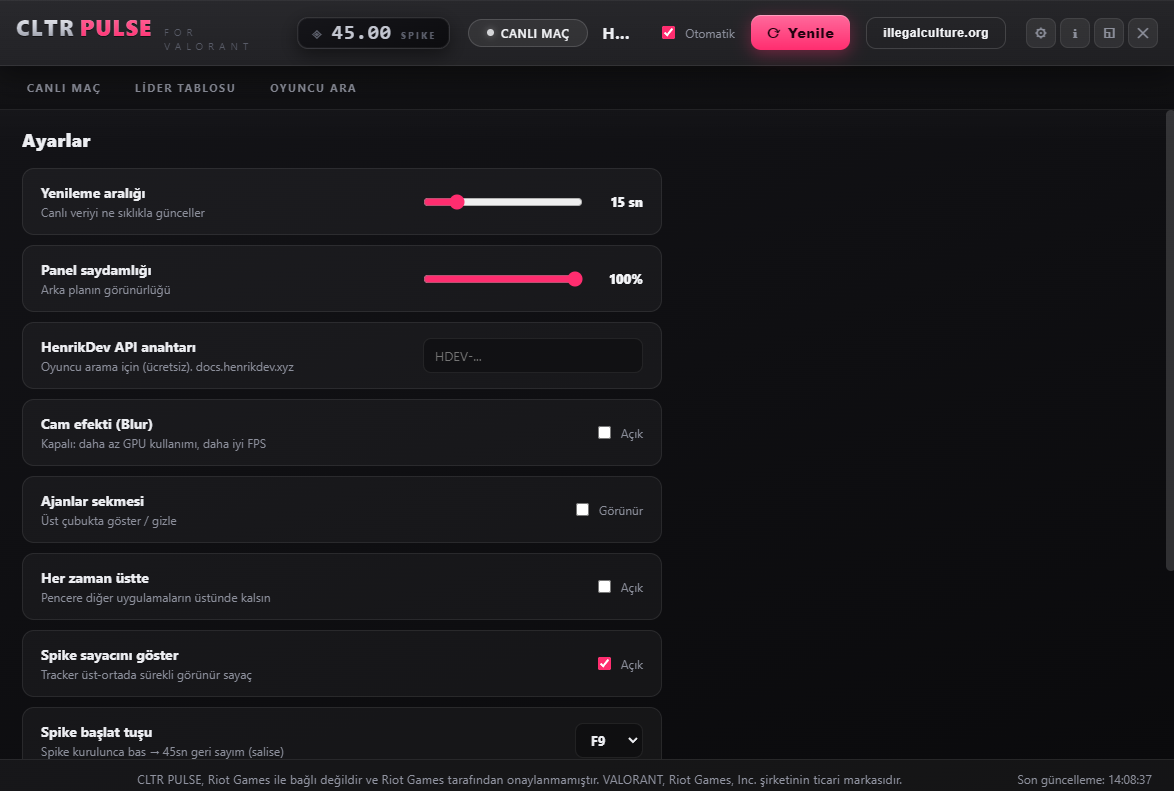 CLTR PULSE FOR VALORANT
45.00 SPIKE
CANLI MAÇ
H...
Otomatik
Yenile
illegalculture.org
CANLI MAÇ LİDER TABLOSU OYUNCU ARA
Ayarlar
Yenileme aralığı
Canlı veriyi ne sıklıkla günceller
15 sn
Panel saydamlığı
Arka planın görünürlüğü
100%
HenrikDev API anahtarı
Oyuncu arama için (ücretsiz). docs.henrikdev.xyz
HDEV-...
Cam efekti (Blur)
Kapalı: daha az GPU kullanımı, daha iyi FPS
Açık
Ajanlar sekmesi
Üst çubukta göster / gizle
Görünür
Her zaman üstte
Pencere diğer uygulamaların üstünde kalsın
Açık
Spike sayacını göster
Tracker üst-ortada sürekli görünür sayaç
Açık
Spike başlat tuşu
Spike kurulunca bas → 45sn geri sayım (salise)
F9
CLTR PULSE, Riot Games ile bağlı değildir ve Riot Games tarafından onaylanmamıştır. VALORANT, Riot Games, Inc. şirketinin ticari markasıdır.
Son güncelleme: 14:08:37